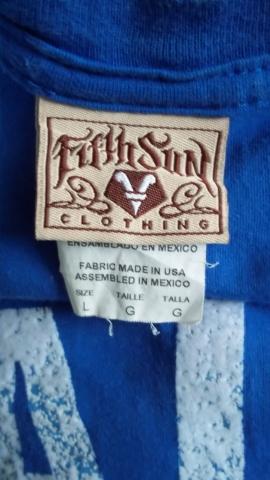 Fifth Sun
CLOTHING
ENSAMBLADO EN MEXICO
FABRIC MADE IN USA
ASSEMBLED IN MEXICO
SIZE TAILLE TALLA
L G G